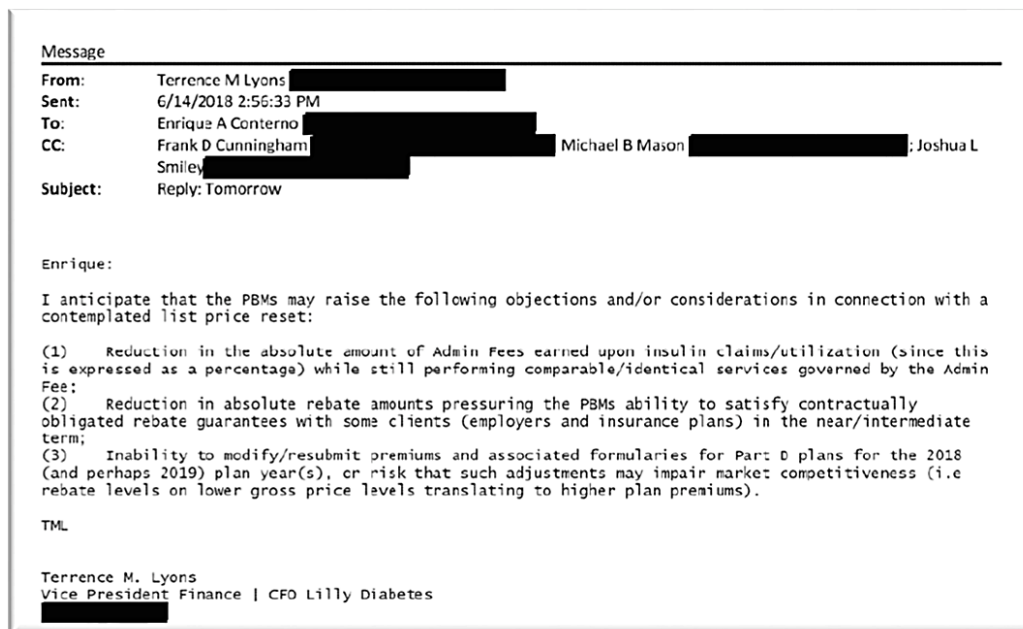 Message
From: Terrence M Lyons
Sent: 6/14/2018 2:56:33 PM
To: Enrique A Conterno
CC: Frank D Cunningham Michael B Mason ; Joshua L
Smiley
Subject: Reply: Tomorrow
Enrique:
I anticipate that the PBMs may raise the following objections and/or considerations in connection with a
contemplated list price reset:
(1) Reduction in the absolute amount of Admin Fees earned upon insulin claims/utilization (since this
is expressed as a percentage) while still performing comparable/identical services governed by the Admin
Fee;
(2) Reduction in absolute rebate amounts pressuring the PBMs ability to satisfy contractually
obligated rebate guarantees with some clients (employers and insurance plans) in the near/intermediate
term;
(3) Inability to modify/resubmit premiums and associated formularies for Part D plans for the 2018
(and perhaps 2019) plan year(s), or risk that such adjustments may impair market competitiveness (i.e
rebate levels on lower gross price levels translating to higher plan premiums).
TML
Terrence M. Lyons
Vice President Finance | CFO Lilly Diabetes